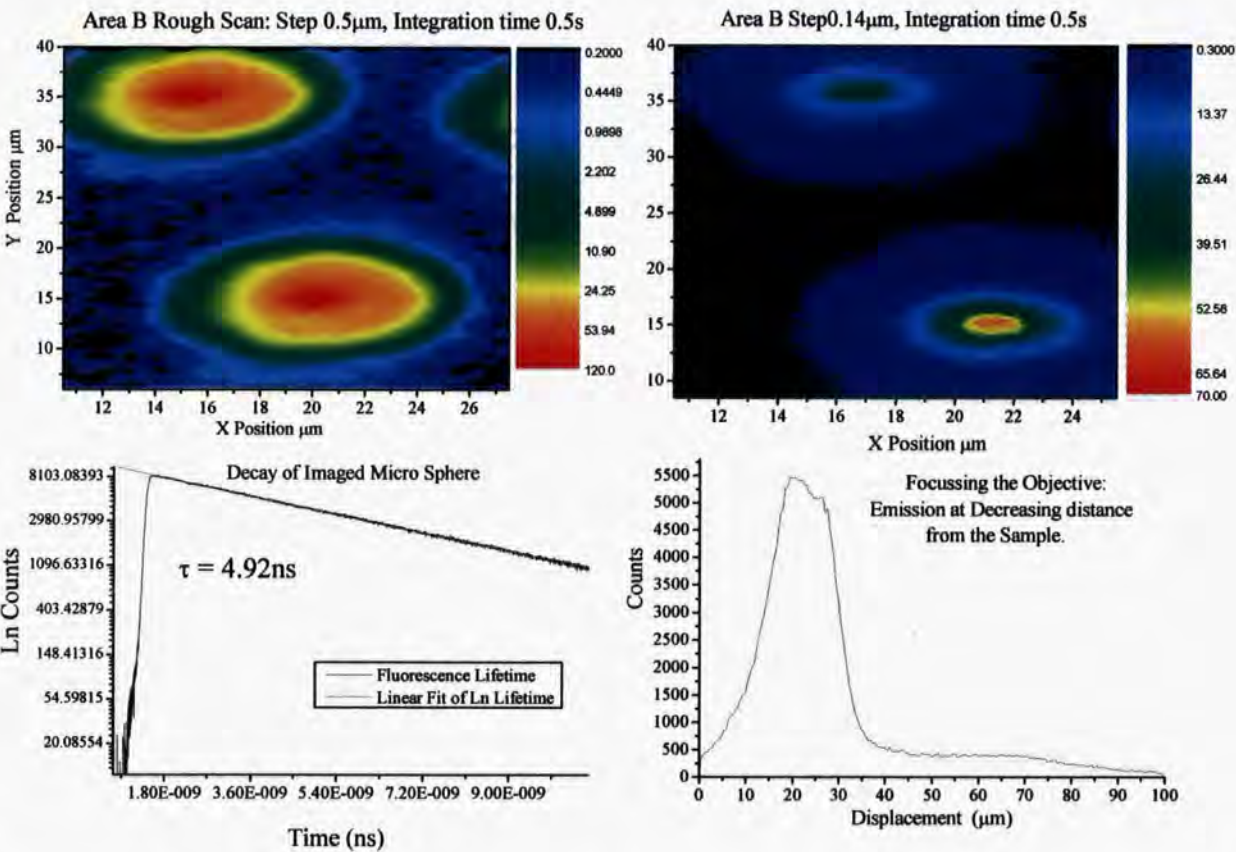 Area B Rough Scan: Step 0.5μm, Integration time 0.5s
40
35
30
25
20
15
10
Y Position μm
12 14 16 18 20 22 24 26
X Position μm
0.2000
0.4449
0.9898
2.202
4.899
10.90
24.25
53.94
120.0
Area B Step0.14μm, Integration time 0.5s
40
35
30
25
20
15
10
12 14 16 18 20 22 24
X Position μm
0.3000
13.37
26.44
39.51
52.58
65.64
70.00
Decay of Imaged Micro Sphere
8103.08393
2980.95799
1096.63316
403.42879
148.41316
54.59815
20.08554
Ln Counts
τ = 4.92ns
Fluorescence Lifetime
Linear Fit of Ln Lifetime
1.80E-009 3.60E-009 5.40E-009 7.20E-009 9.00E-009
Time (ns)
Focussing the Objective:
Emission at Decreasing distance
from the Sample.
5500
5000
4500
4000
3500
3000
2500
2000
1500
1000
500
0
Counts
0 10 20 30 40 50 60 70 80 90 100
Displacement (μm)